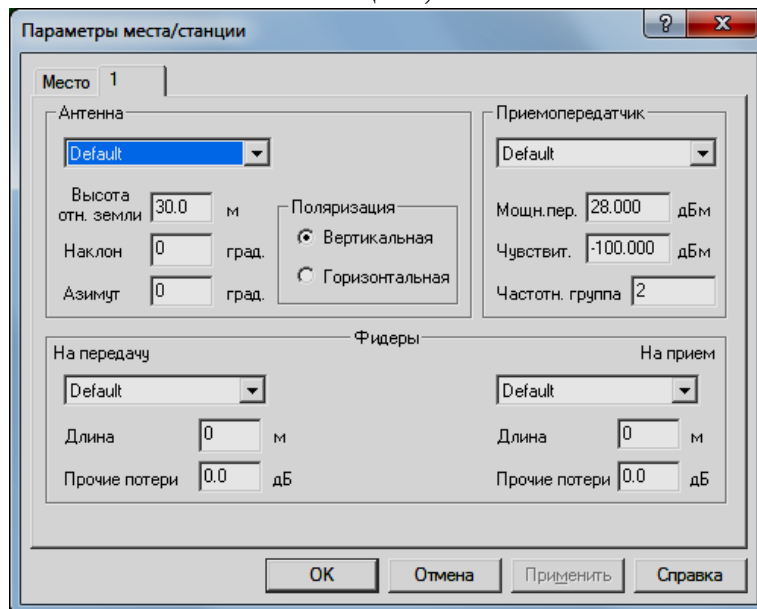 Параметры места/станции
?
X
Место
1
Антенна
Default
Высота
отн. земли
30.0
м
Наклон
0
град.
Азимут
0
град.
Поляризация
Вертикальная
Горизонтальная
Приемопередатчик
Default
Мощн.пер.
28.000
дБм
Чувствит.
-100.000
дБм
Частотн. группа
2
Фидеры
На передачу
Default
Длина
0
м
Прочие потери
0.0
дБ
На прием
Default
Длина
0
м
Прочие потери
0.0
дБ
OK
Отмена
Применить
Справка